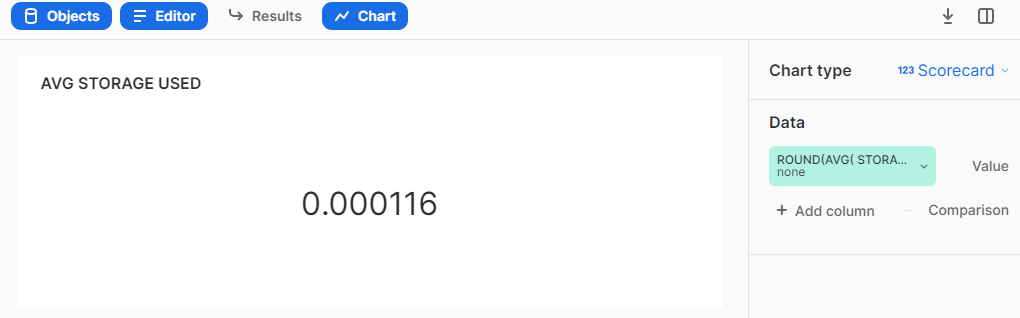 Objects Editor Results Chart
AVG STORAGE USED
0.000116
Chart type 123 Scorecard
Data
ROUND(AVG( STORA...
none
Value
+ Add column — Comparison